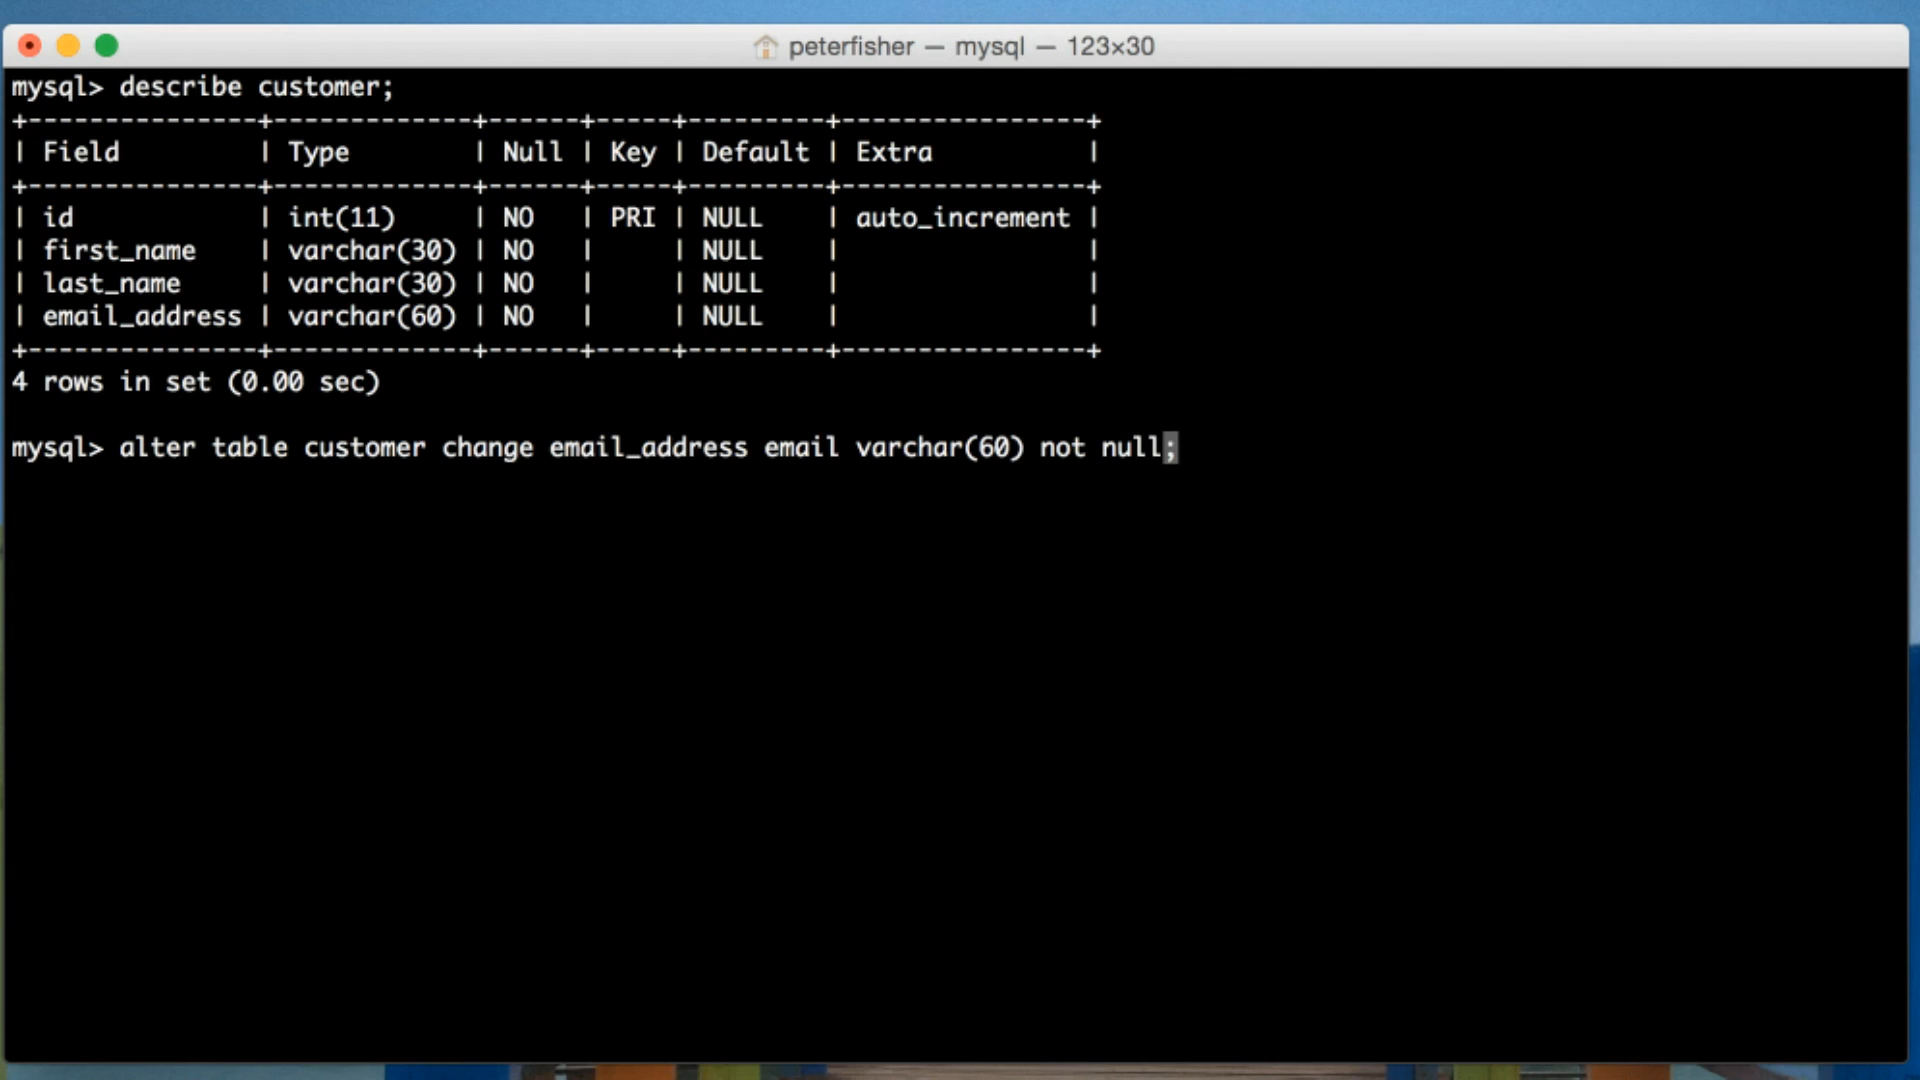 peterfisher — mysql — 123×30
mysql> describe customer;
+---------------+-------------+------+-----+---------+----------------+
| Field         | Type        | Null | Key | Default | Extra          |
+---------------+-------------+------+-----+---------+----------------+
| id            | int(11)     | NO   | PRI | NULL    | auto_increment |
| first_name    | varchar(30) | NO   |     | NULL    |                |
| last_name     | varchar(30) | NO   |     | NULL    |                |
| email_address | varchar(60) | NO   |     | NULL    |                |
+---------------+-------------+------+-----+---------+----------------+
4 rows in set (0.00 sec)
mysql> alter table customer change email_address email varchar(60) not null;